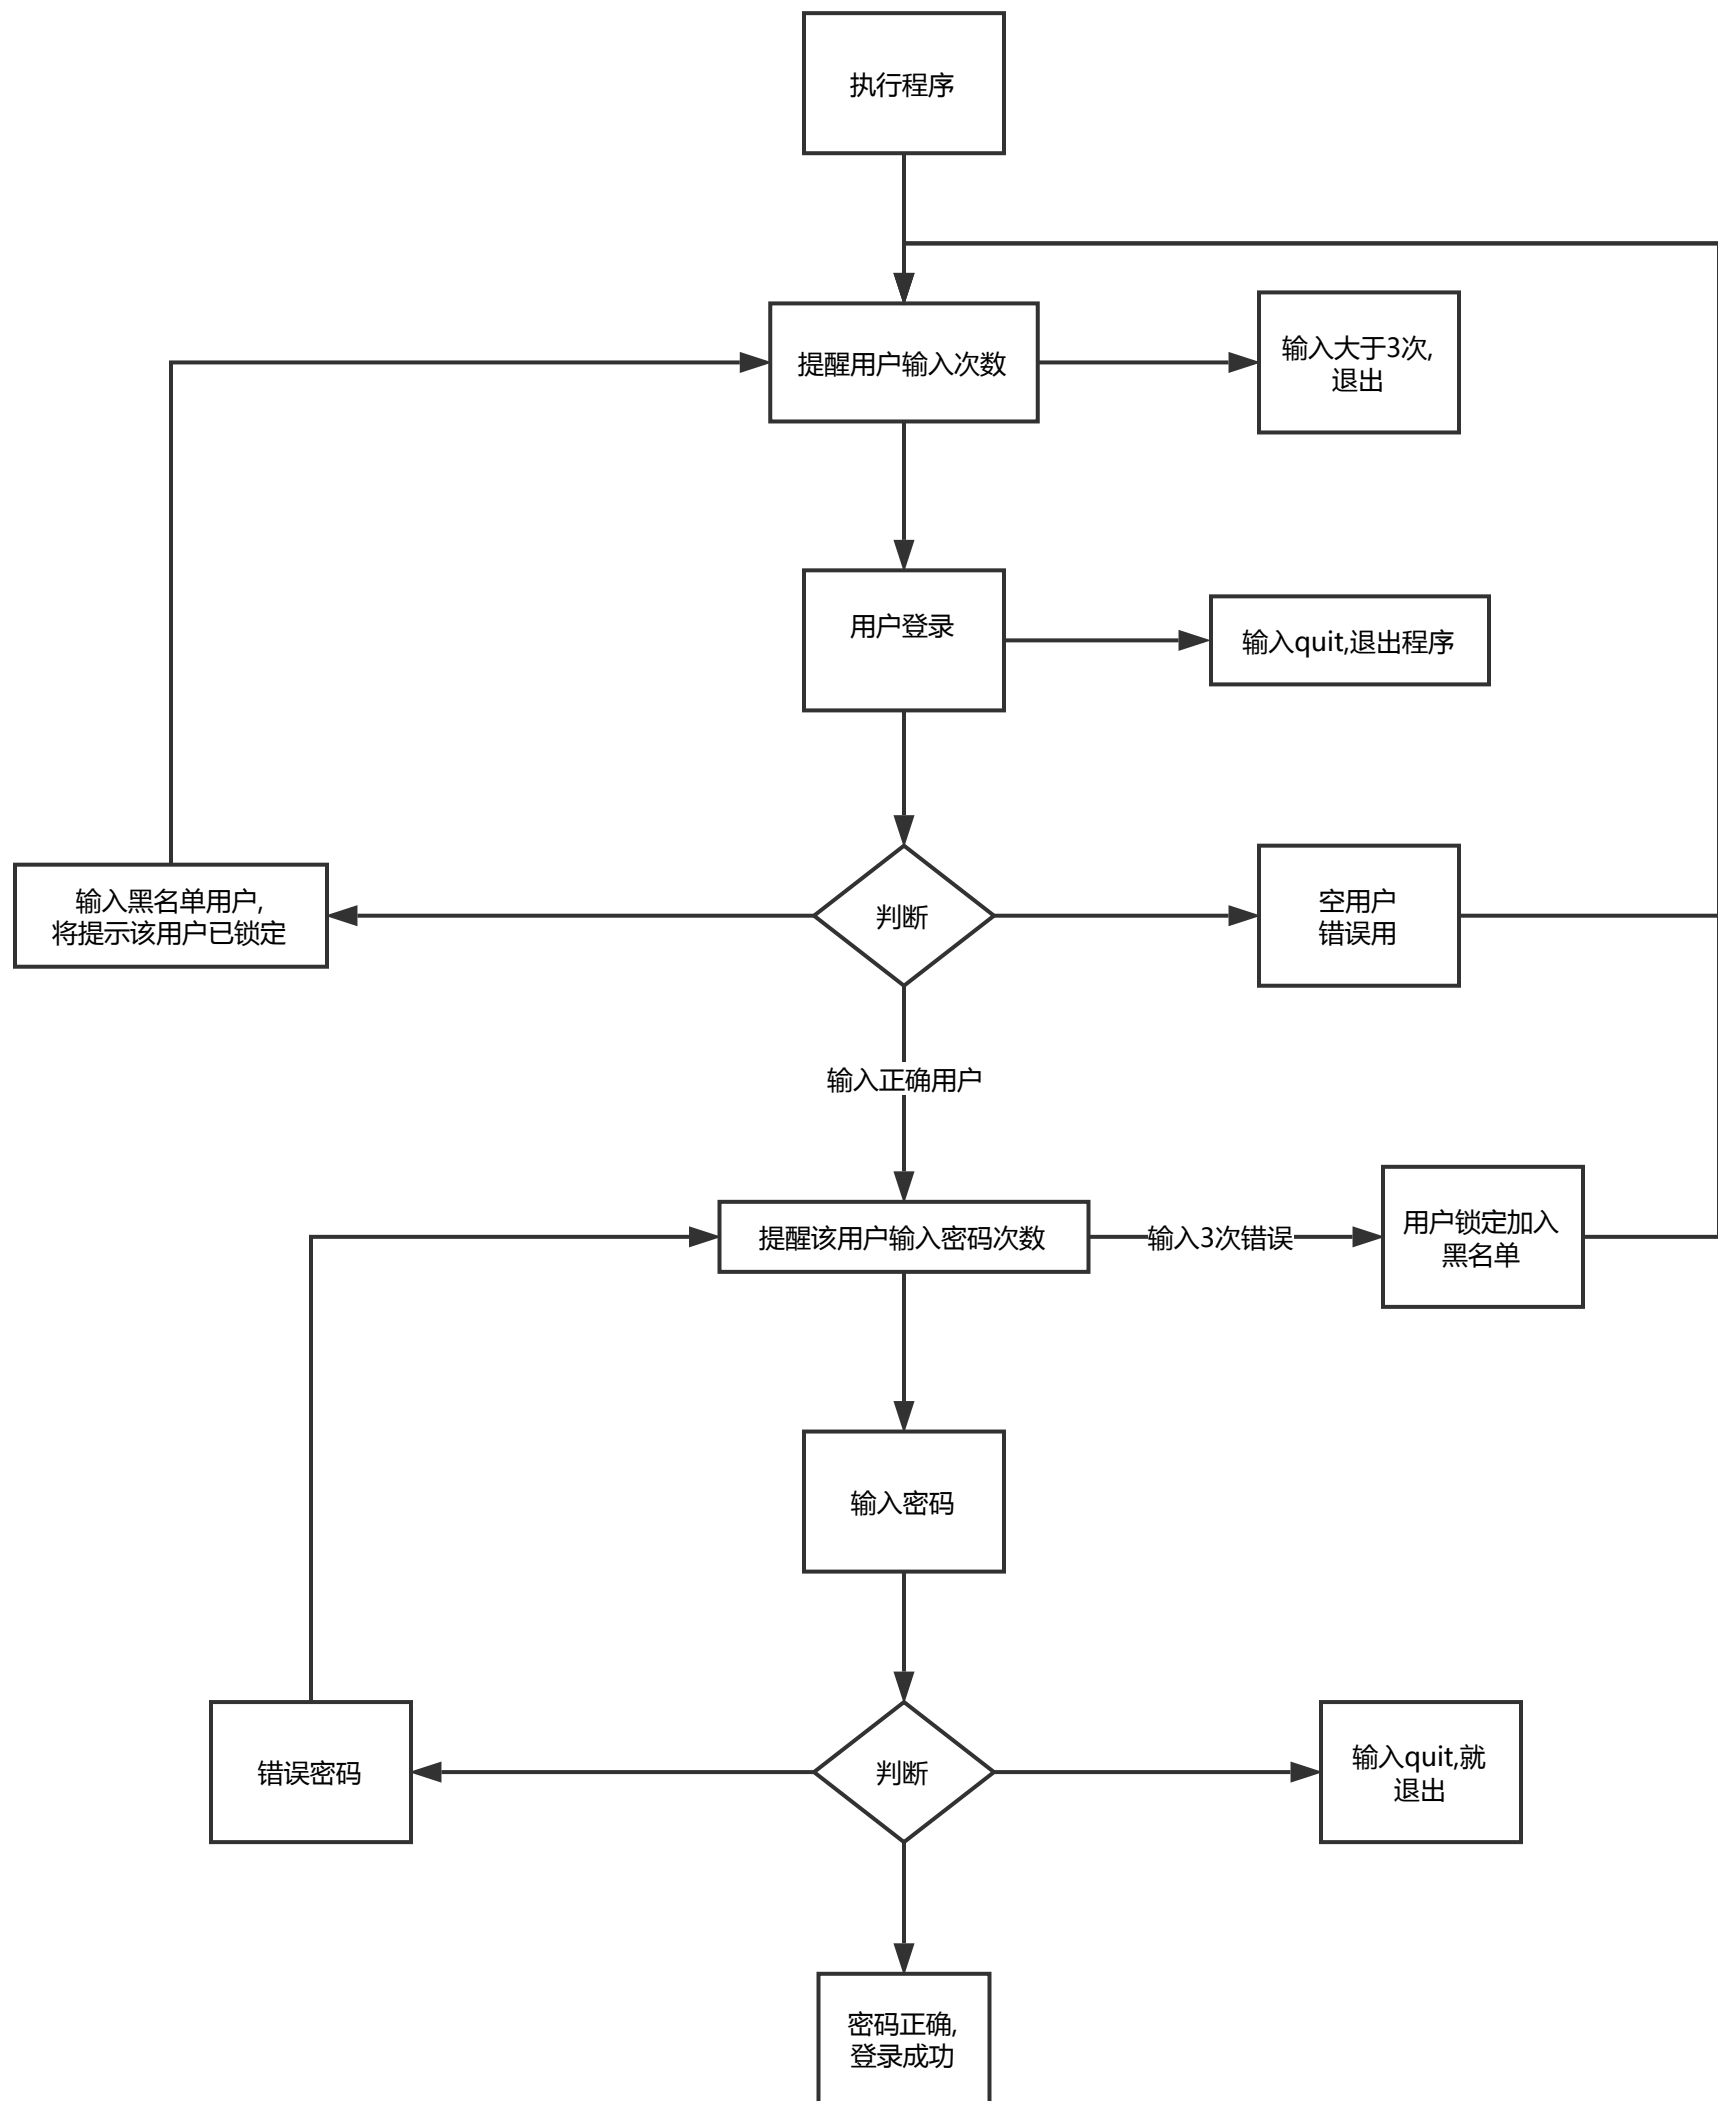 执行程序
提醒用户输入次数
输入大于3次,
退出
用户登录
输入quit,退出程序
输入黑名单用户,
将提示该用户已锁定
判断
空用户
错误用
输入正确用户
提醒该用户输入密码次数
输入3次错误
用户锁定加入
黑名单
输入密码
错误密码
判断
输入quit,就
退出
密码正确,
登录成功